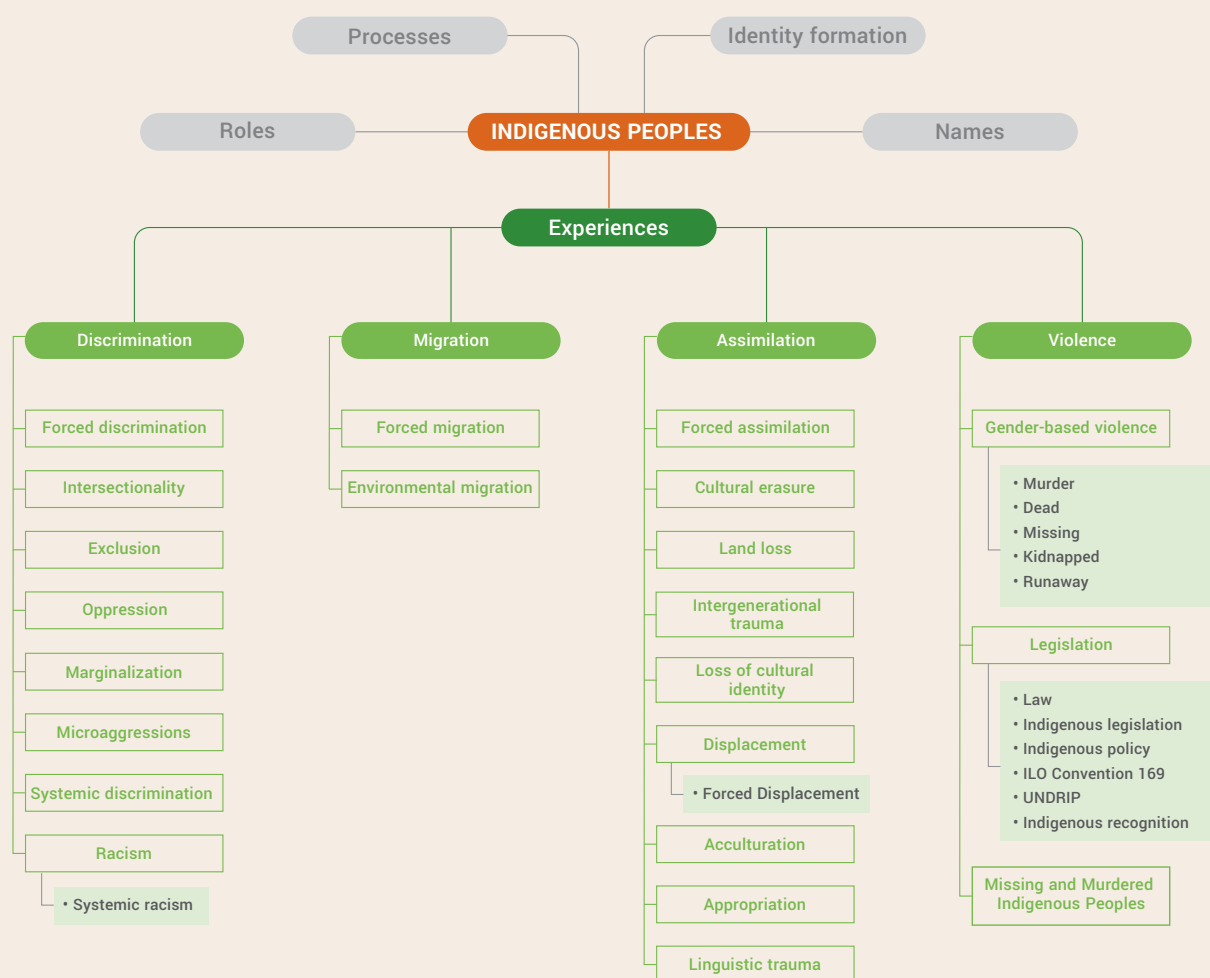 Processes
Identity formation
Roles
INDIGENOUS PEOPLES
Names
Experiences
Discrimination
Forced discrimination
Intersectionality
Exclusion
Oppression
Marginalization
Microaggressions
Systemic discrimination
Racism
• Systemic racism
Migration
Forced migration
Environmental migration
Assimilation
Forced assimilation
Cultural erasure
Land loss
Intergenerational
trauma
Loss of cultural
identity
Displacement
• Forced Displacement
Acculturation
Appropriation
Linguistic trauma
Violence
Gender-based violence
• Murder
• Dead
• Missing
• Kidnapped
• Runaway
Legislation
• Law
• Indigenous legislation
• Indigenous policy
• ILO Convention 169
• UNDRIP
• Indigenous recognition
Missing and Murdered
Indigenous Peoples